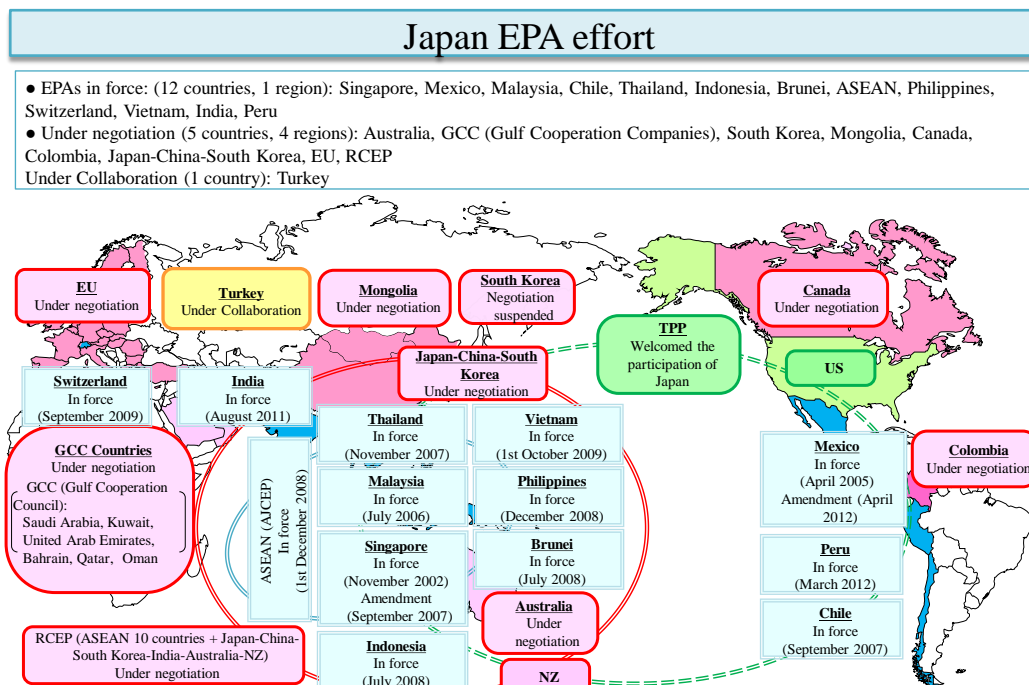 Japan EPA effort
● EPAs in force: (12 countries, 1 region): Singapore, Mexico, Malaysia, Chile, Thailand, Indonesia, Brunei, ASEAN, Philippines,
Switzerland, Vietnam, India, Peru
● Under negotiation (5 countries, 4 regions): Australia, GCC (Gulf Cooperation Companies), South Korea, Mongolia, Canada,
Colombia, Japan-China-South Korea, EU, RCEP
Under Collaboration (1 country): Turkey
EU
Under negotiation
Turkey
Under Collaboration
Mongolia
Under negotiation
South Korea
Negotiation
suspended
Canada
Under negotiation
TPP
Welcomed the
participation of
Japan
US
Japan-China-South
Korea
Under negotiation
Switzerland
In force
(September 2009)
India
In force
(August 2011)
Thailand
In force
(November 2007)
Vietnam
In force
(1st October 2009)
GCC Countries
Under negotiation
GCC (Gulf Cooperation
Council):
Saudi Arabia, Kuwait,
United Arab Emirates,
Bahrain, Qatar, Oman
ASEAN (AJCEP)
In force
(1st December 2008)
Malaysia
In force
(July 2006)
Philippines
In force
(December 2008)
Mexico
In force
(April 2005)
Amendment (April
2012)
Colombia
Under negotiation
Singapore
In force
(November 2002)
Amendment
(September 2007)
Brunei
In force
(July 2008)
Peru
In force
(March 2012)
Australia
Under
negotiation
Chile
In force
(September 2007)
RCEP (ASEAN 10 countries + Japan-China-
South Korea-India-Australia-NZ)
Under negotiation
Indonesia
In force
(July 2008)
NZ